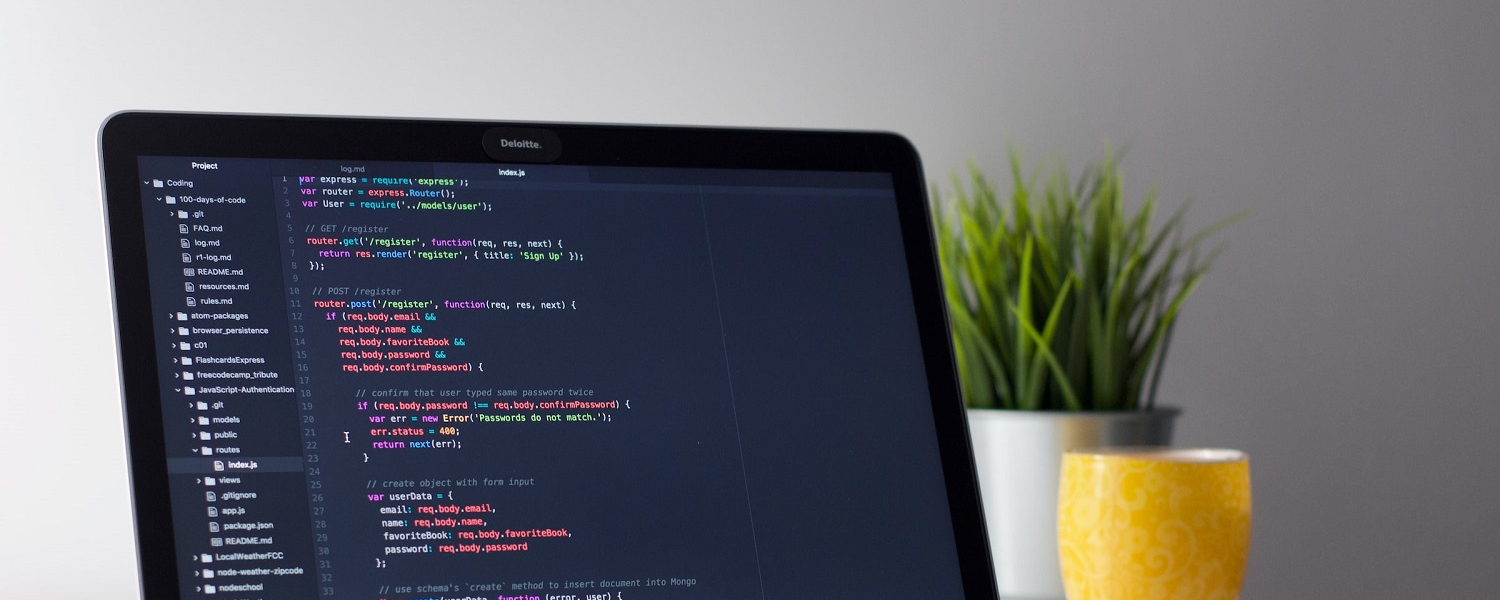 Deloitte.
Project
Coding
100-days-of-code
.git
FAQ.md
log.md
r1-log.md
README.md
resources.md
rules.md
atom-packages
browser_persistence
c01
FlashcardsExpress
freecodecamp_tribute
JavaScript-Authentication
.git
models
public
routes
index.js
views
.gitignore
app.js
package.json
README.md
LocalWeatherFCC
node-weather-zipcode
nodeschool
log.md
index.js
1 var express = require('express');
2 var router = express.Router();
3 var User = require('../models/user');
4
5 // GET /register
6 router.get('/register', function(req, res, next) {
7 return res.render('register', { title: 'Sign Up' });
8 });
9
10 // POST /register
11 router.post('/register', function(req, res, next) {
12 if (req.body.email &&
13 req.body.name &&
14 req.body.favoriteBook &&
15 req.body.password &&
16 req.body.confirmPassword) {
17
18 // confirm that user typed same password twice
19 if (req.body.password !== req.body.confirmPassword) {
20 var err = new Error('Passwords do not match.');
21 err.status = 400;
22 return next(err);
23 }
24
25 // create object with form input
26 var userData = {
27 email: req.body.email,
28 name: req.body.name,
29 favoriteBook: req.body.favoriteBook,
30 password: req.body.password
31 };
32
33 // use schema's `create` method to insert document into Mongo
(userData, function (error, user) {